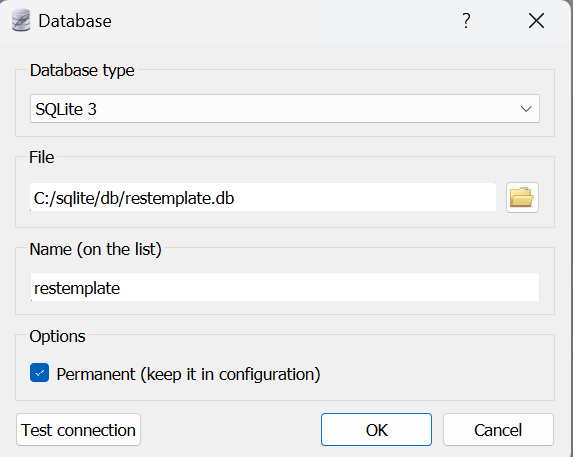 Database
?
Database type
SQLite 3
File
C:/sqlite/db/restemplate.db
Name (on the list)
restemplate
Options
Permanent (keep it in configuration)
Test connection
OK
Cancel